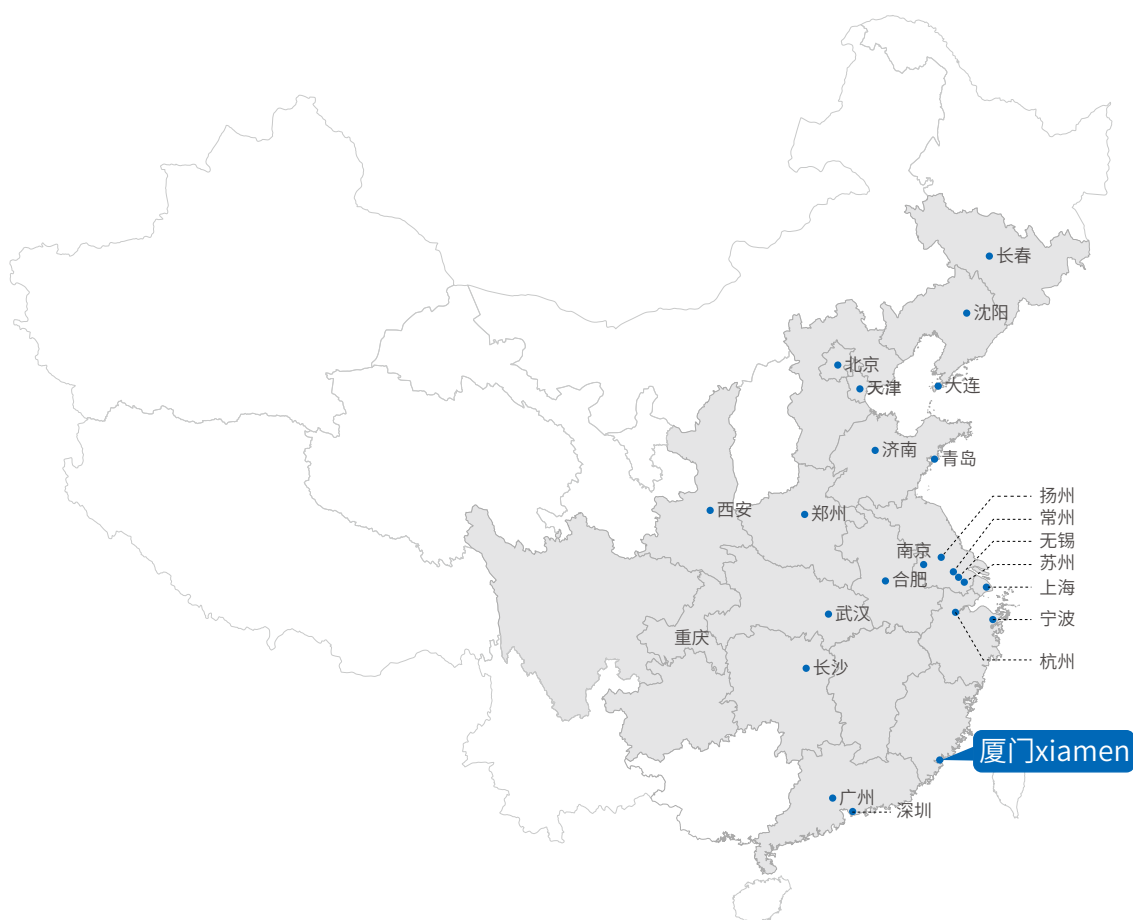 长春
沈阳
北京
天津
大连
济南
青岛
扬州
西安
郑州
常州
无锡
南京
苏州
合肥
上海
武汉
宁波
重庆
杭州
长沙
厦门xiamen
广州
深圳